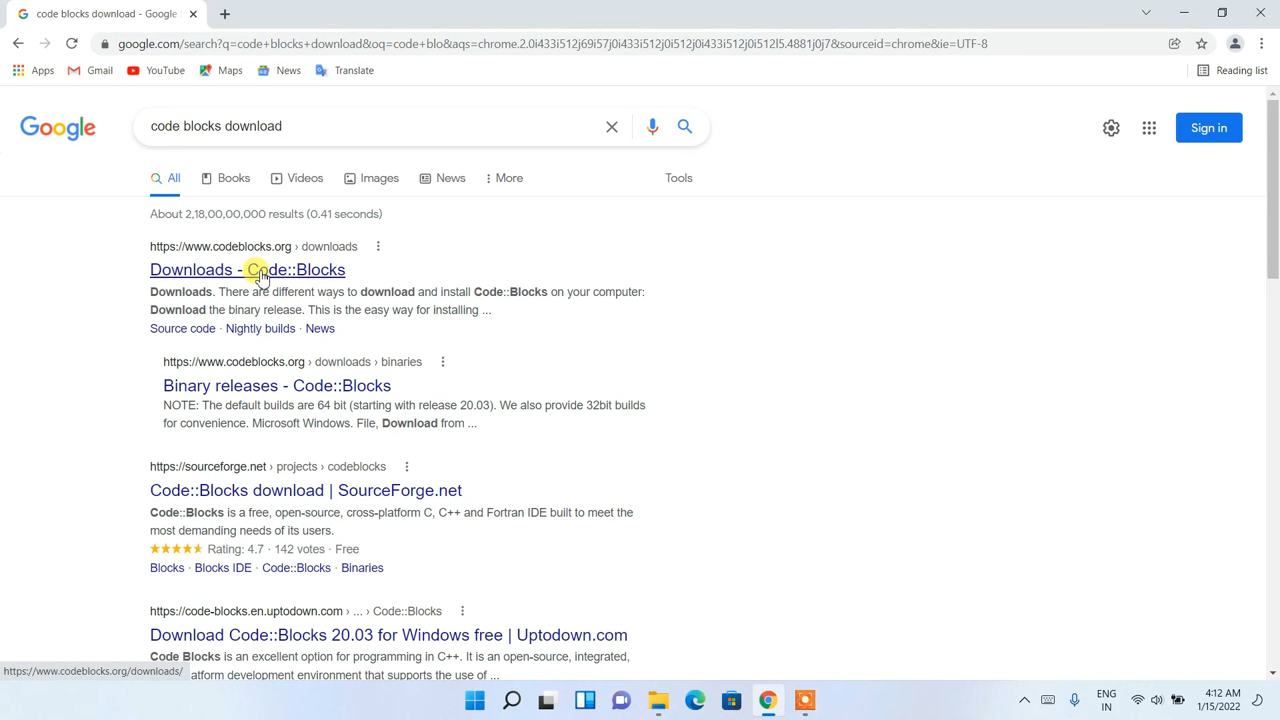 code blocks download - Google
google.com/search?q=code+blocks+download&oq=code+blo&aqs=chrome.2.0i433i512j69i57j0i433i512j0i512j0i433i512j0i512l5.4881j0j7&sourceid=chrome&ie=UTF-8
Apps Gmail YouTube Maps News Translate Reading list
Google code blocks download Sign in
All Books Videos Images News More Tools
About 2,18,00,00,000 results (0.41 seconds)
https://www.codeblocks.org › downloads
Downloads - Code::Blocks
Downloads. There are different ways to download and install Code::Blocks on your computer:
Download the binary release. This is the easy way for installing ...
Source code · Nightly builds · News
https://www.codeblocks.org › downloads › binaries
Binary releases - Code::Blocks
NOTE: The default builds are 64 bit (starting with release 20.03). We also provide 32bit builds
for convenience. Microsoft Windows. File, Download from ...
https://sourceforge.net › projects › codeblocks
Code::Blocks download | SourceForge.net
Code::Blocks is a free, open-source, cross-platform C, C++ and Fortran IDE built to meet the
most demanding needs of its users.
Rating: 4.7 · 142 votes · Free
Blocks · Blocks IDE · Code::Blocks · Binaries
https://code-blocks.en.uptodown.com › ... › Code::Blocks
Download Code::Blocks 20.03 for Windows free | Uptodown.com
Code Blocks is an excellent option for programming in C++. It is an open-source, integrated,
https://www.codeblocks.org/downloads/
atform development environment that supports the use of ...
ENG
IN
4:12 AM
1/15/2022